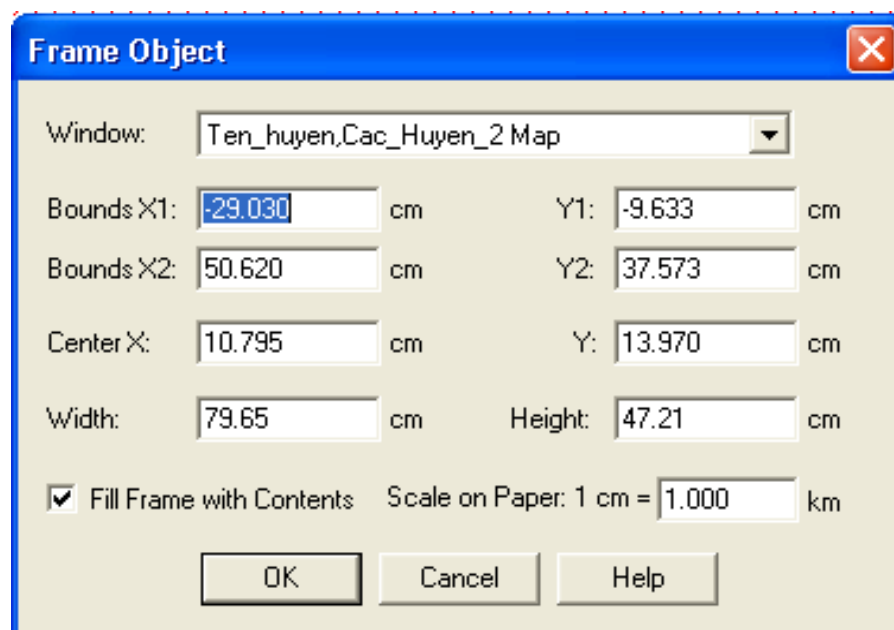 Frame Object
Window: Ten_huyen,Cac_Huyen_2 Map
Bounds X1: -29.030 cm Y1: -9.633 cm
Bounds X2: 50.620 cm Y2: 37.573 cm
Center X: 10.795 cm Y: 13.970 cm
Width: 79.65 cm Height: 47.21 cm
Fill Frame with Contents Scale on Paper: 1 cm = 1.000 km
OK Cancel Help